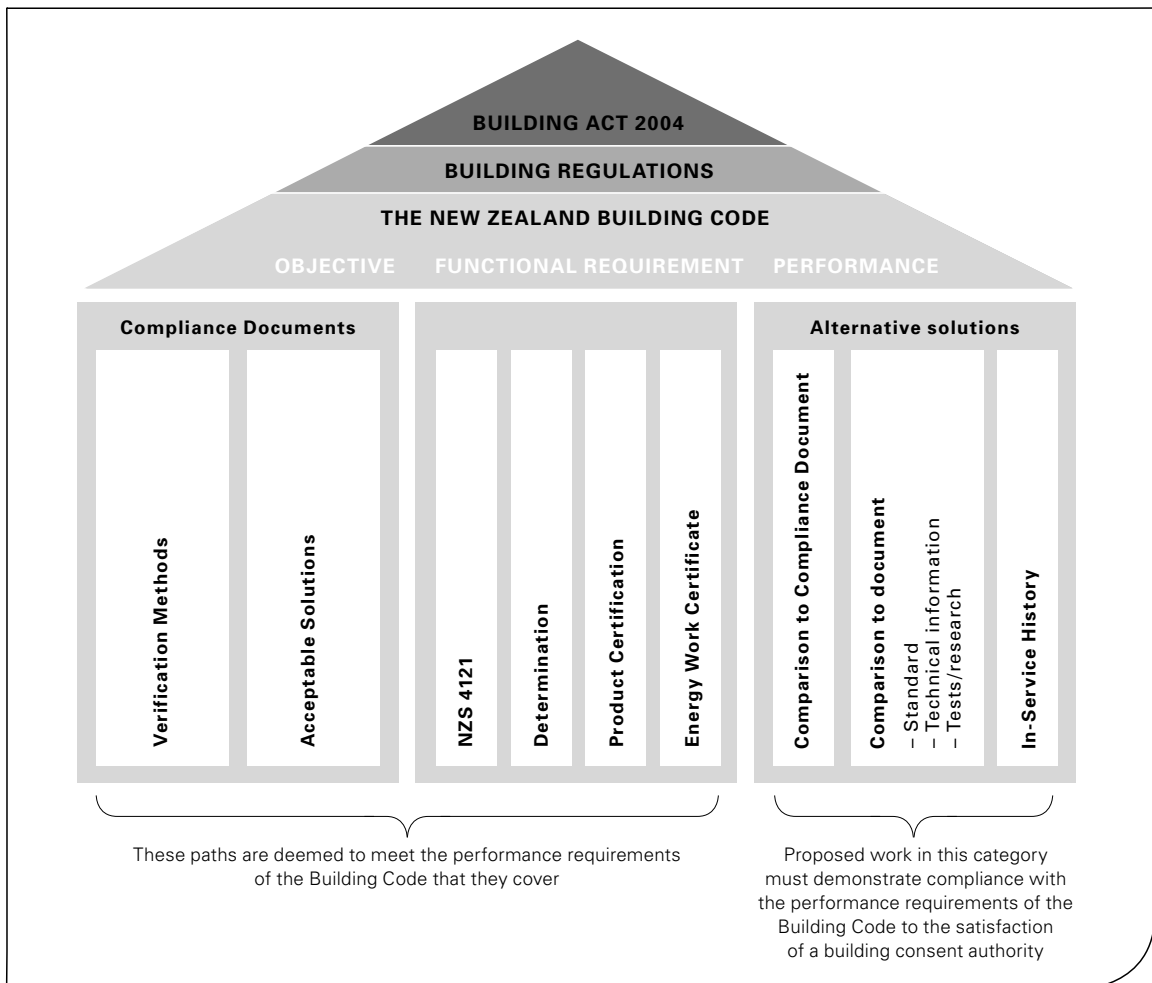 BUILDING ACT 2004
BUILDING REGULATIONS
THE NEW ZEALAND BUILDING CODE
OBJECTIVE FUNCTIONAL REQUIREMENT PERFORMANCE
Compliance Documents
Verification Methods
Acceptable Solutions
NZS 4121
Determination
Product Certification
Energy Work Certificate
Alternative solutions
Comparison to Compliance Document
Comparison to document
– Standard
– Technical information
– Tests/research
In-Service History
These paths are deemed to meet the performance requirements
of the Building Code that they cover
Proposed work in this category
must demonstrate compliance with
the performance requirements of the
Building Code to the satisfaction
of a building consent authority